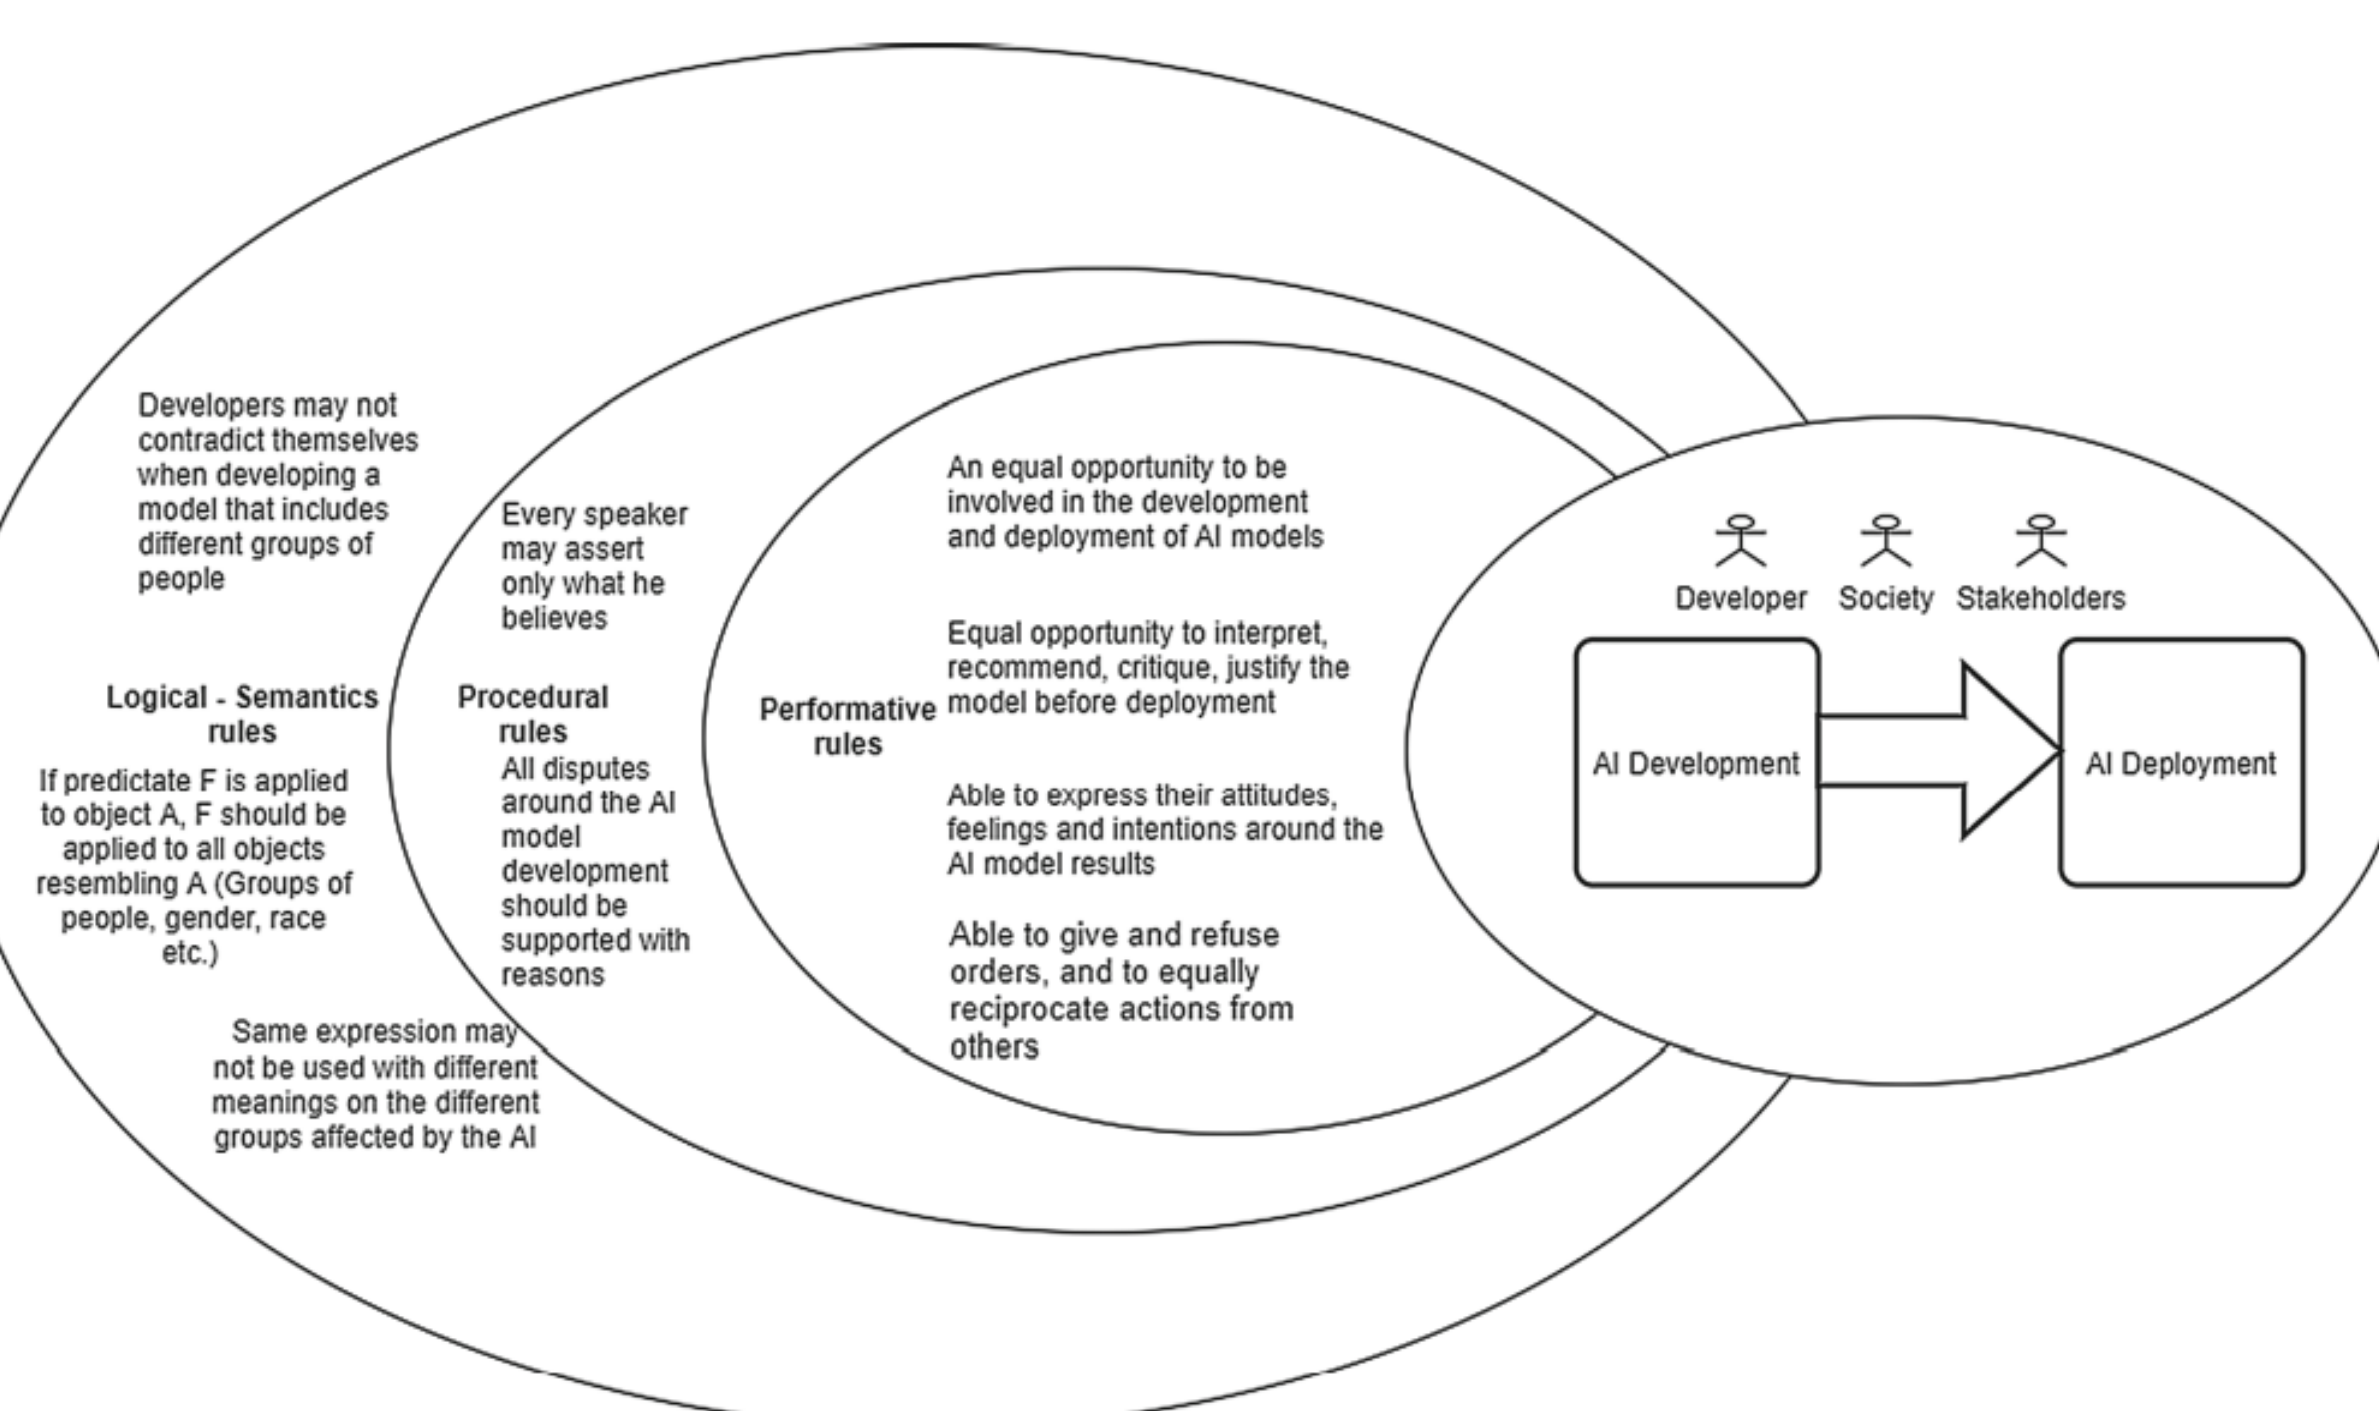 Developers may not
contradict themselves
when developing a
model that includes
different groups of
people
Logical - Semantics
rules
If predictate F is applied
to object A, F should be
applied to all objects
resembling A (Groups of
people, gender, race
etc.)
Same expression may
not be used with different
meanings on the different
groups affected by the AI
Every speaker
may assert
only what he
believes
Procedural
rules
All disputes
around the AI
model
development
should be
supported with
reasons
Performative
rules
An equal opportunity to be
involved in the development
and deployment of AI models
Equal opportunity to interpret,
recommend, critique, justify the
model before deployment
Able to express their attitudes,
feelings and intentions around the
AI model results
Able to give and refuse
orders, and to equally
reciprocate actions from
others
Developer Society Stakeholders
AI Development
AI Deployment